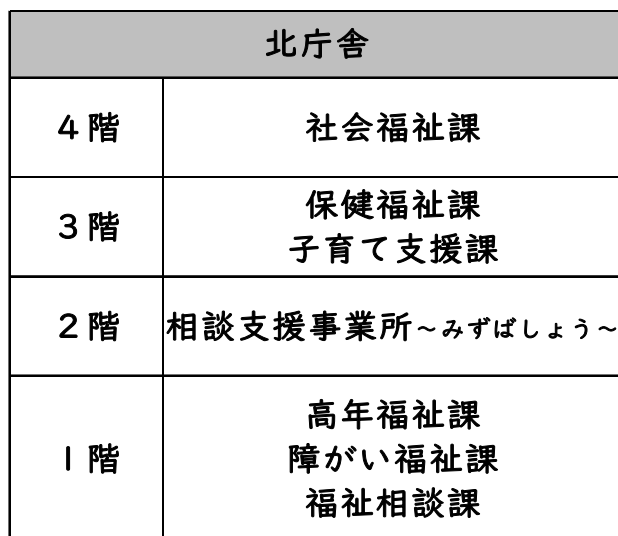 北庁舎
4階 社会福祉課
3階 保健福祉課
子育て支援課
2階 相談支援事業所～みずばしょう～
1階 高年福祉課
障がい福祉課
福祉相談課